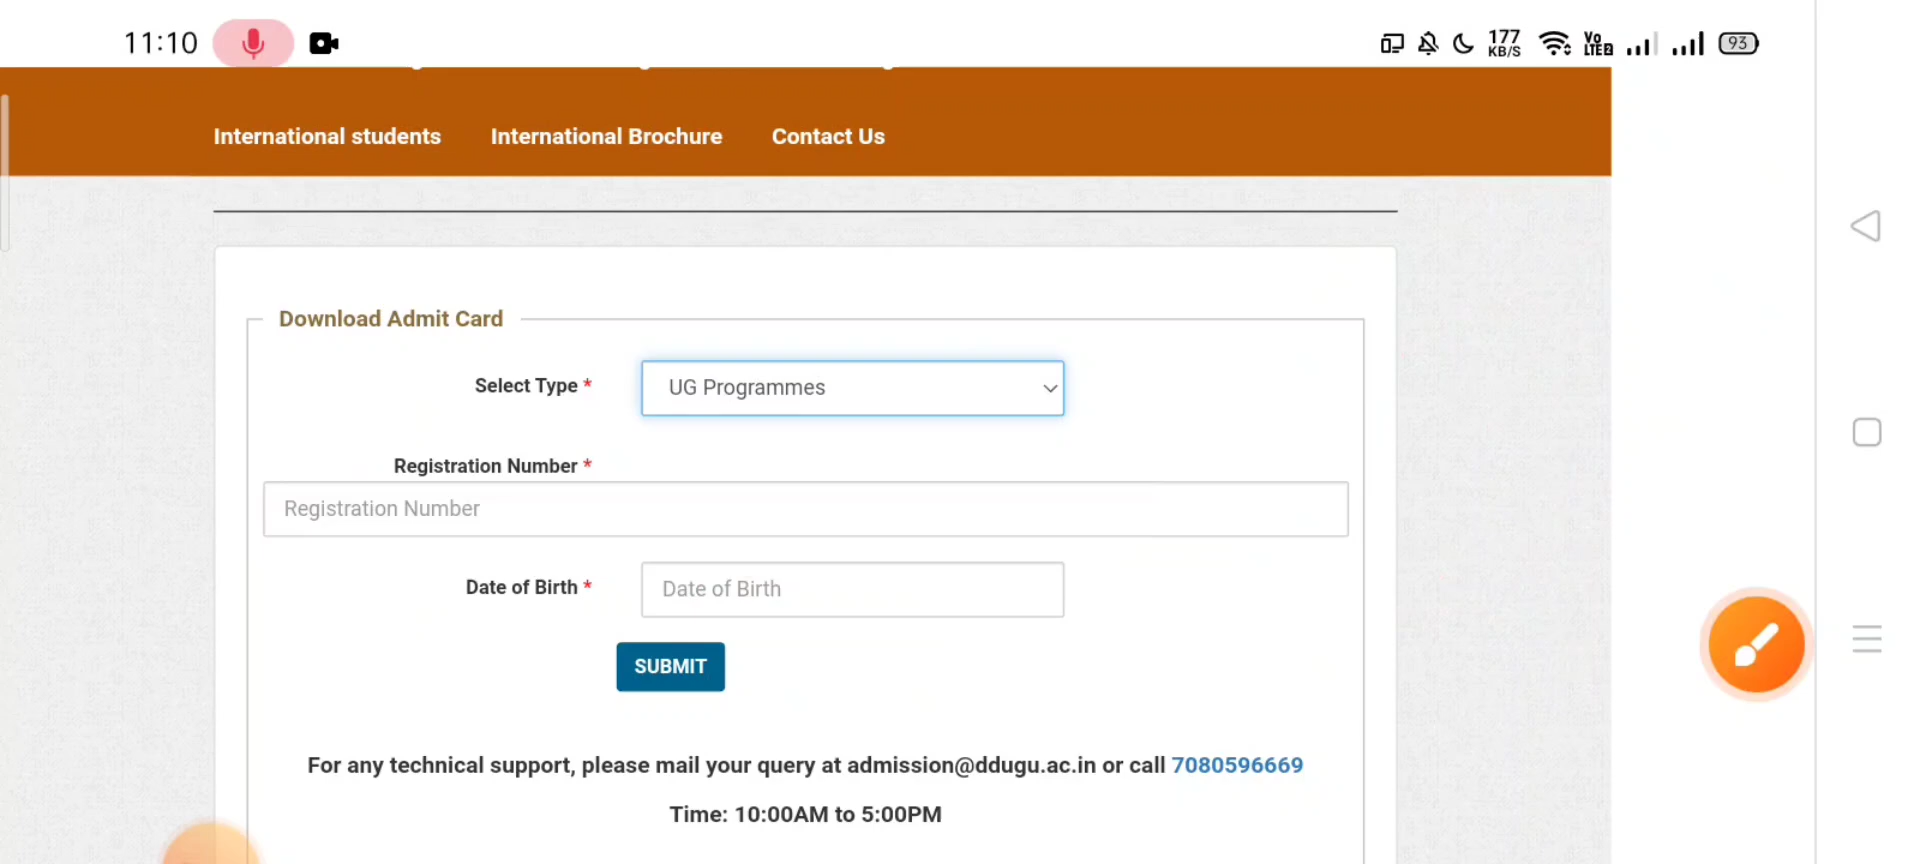 11:10
177 KB/S Vo LTE2 93
International students International Brochure Contact Us
Download Admit Card
Select Type * UG Programmes
Registration Number *
Registration Number
Date of Birth * Date of Birth
SUBMIT
For any technical support, please mail your query at admission@ddugu.ac.in or call 7080596669
Time: 10:00AM to 5:00PM